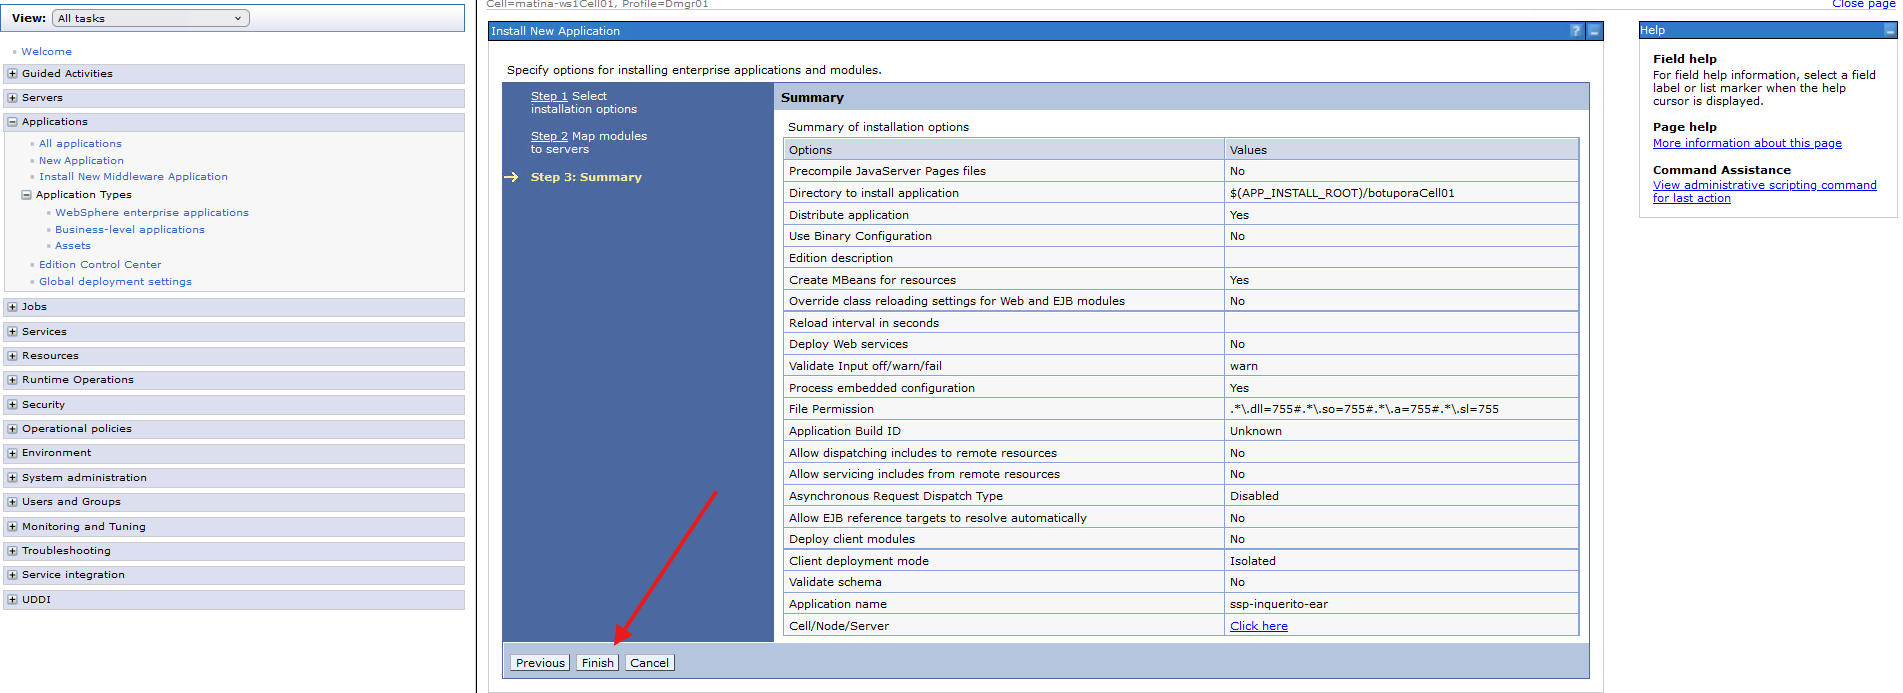 Cell=matina-ws1Cell01, Profile=Dmgr01
Close page
View: All tasks
Welcome
Guided Activities
Servers
Applications
All applications
New Application
Install New Middleware Application
Application Types
WebSphere enterprise applications
Business-level applications
Assets
Edition Control Center
Global deployment settings
Jobs
Services
Resources
Runtime Operations
Security
Operational policies
Environment
System administration
Users and Groups
Monitoring and Tuning
Troubleshooting
Service integration
UDDI
Install New Application
?
Specify options for installing enterprise applications and modules.
Step 1 Select
installation options
Step 2 Map modules
to servers
Step 3: Summary
Summary
Summary of installation options
Options Values
Precompile JavaServer Pages files No
Directory to install application $(APP_INSTALL_ROOT)/botuporaCell01
Distribute application Yes
Use Binary Configuration No
Edition description
Create MBeans for resources Yes
Override class reloading settings for Web and EJB modules No
Reload interval in seconds
Deploy Web services No
Validate Input off/warn/fail warn
Process embedded configuration Yes
File Permission .*\.dll=755#.*\.so=755#.*\.a=755#.*\.sl=755
Application Build ID Unknown
Allow dispatching includes to remote resources No
Allow servicing includes from remote resources No
Asynchronous Request Dispatch Type Disabled
Allow EJB reference targets to resolve automatically No
Deploy client modules No
Client deployment mode Isolated
Validate schema No
Application name ssp-inquerito-ear
Cell/Node/Server Click here
Previous Finish Cancel
Help
Field help
For field help information, select a field
label or list marker when the help
cursor is displayed.
Page help
More information about this page
Command Assistance
View administrative scripting command
for last action